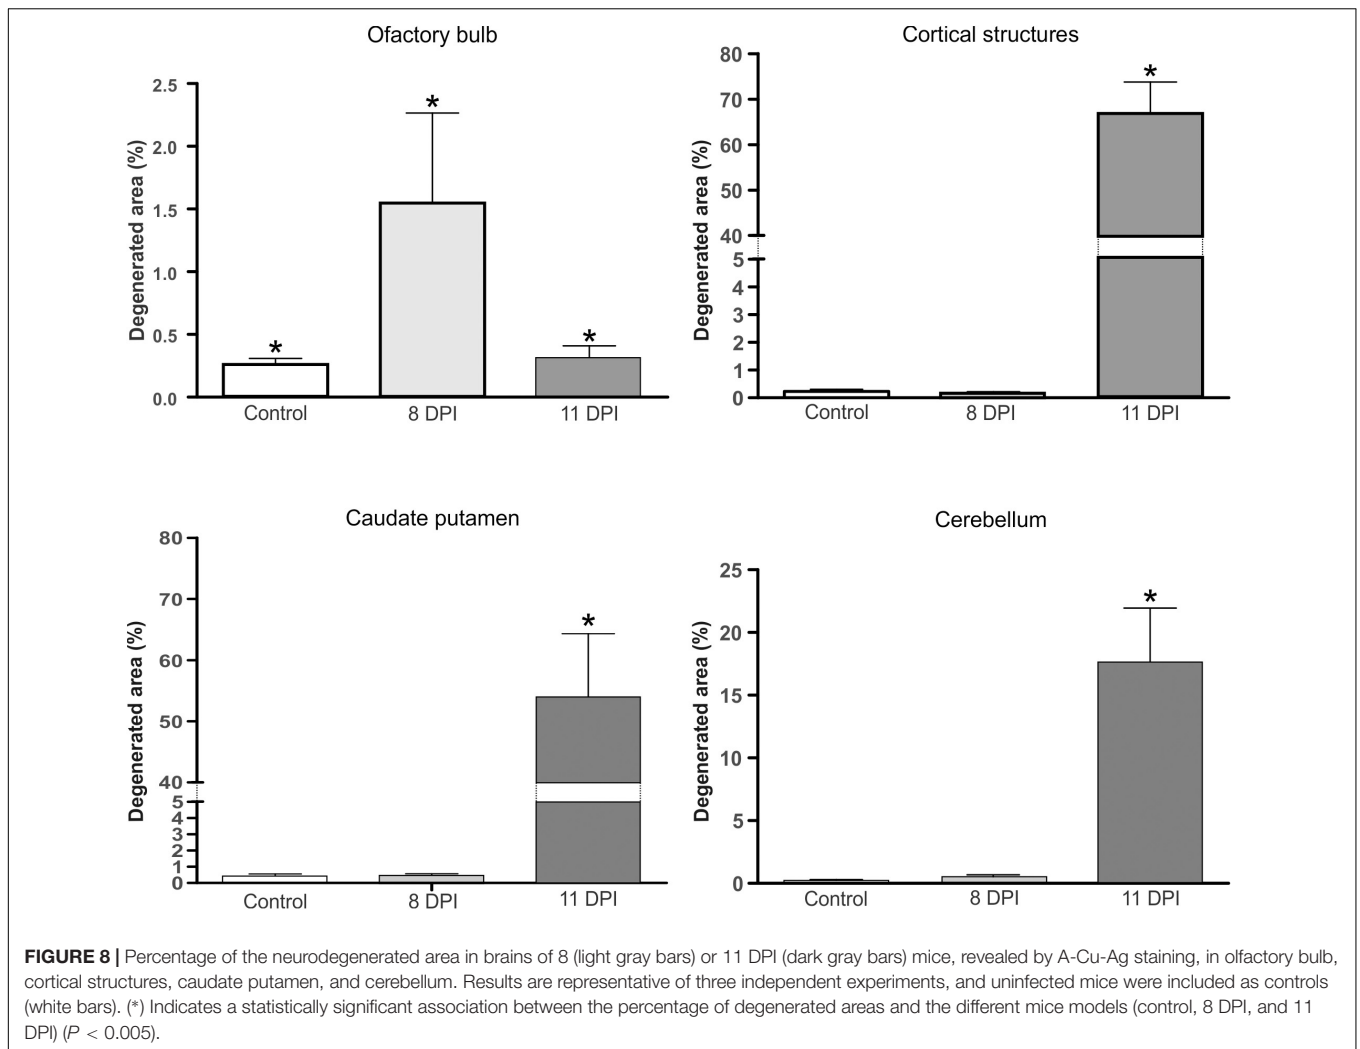 Ofactory bulb
Degenerated area (%)
2.5
2.0
1.5
1.0
0.5
0.0
*
*
*
Control
8 DPI
11 DPI
Cortical structures
Degenerated area (%)
80
70
60
50
40
5
4
3
2
1
0
*
Control
8 DPI
11 DPI
Caudate putamen
Degenerated area (%)
80
70
60
50
40
5
4
3
2
1
0
*
Control
8 DPI
11 DPI
Cerebellum
Degenerated area (%)
25
20
15
10
5
0
*
Control
8 DPI
11 DPI
FIGURE 8 | Percentage of the neurodegenerated area in brains of 8 (light gray bars) or 11 DPI (dark gray bars) mice, revealed by A-Cu-Ag staining, in olfactory bulb,
cortical structures, caudate putamen, and cerebellum. Results are representative of three independent experiments, and uninfected mice were included as controls
(white bars). (*) Indicates a statistically significant association between the percentage of degenerated areas and the different mice models (control, 8 DPI, and 11
DPI) (P < 0.005).